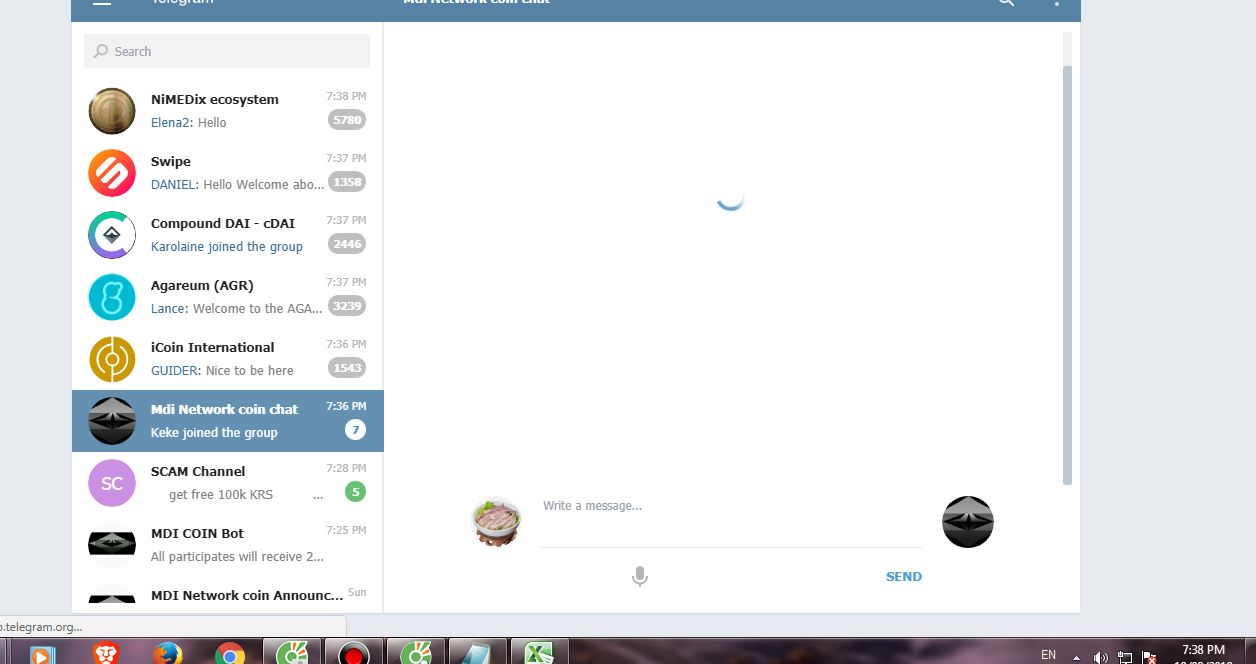 Telegram
Mdi Network coin chat
Search
NiMEDix ecosystem 7:38 PM
Elena2: Hello 5780
Swipe 7:37 PM
DANIEL: Hello Welcome abo... 1358
Compound DAI - cDAI 7:37 PM
Karolaine joined the group 2446
Agareum (AGR) 7:37 PM
Lance: Welcome to the AGA... 3239
iCoin International 7:36 PM
GUIDER: Nice to be here 1543
Mdi Network coin chat 7:36 PM
Keke joined the group 7
SC
SCAM Channel 7:28 PM
get free 100k KRS ... 5
MDI COIN Bot 7:25 PM
All participates will receive 2...
MDI Network coin Announc... Sun
Write a message...
SEND
.telegram.org...
EN
7:38 PM